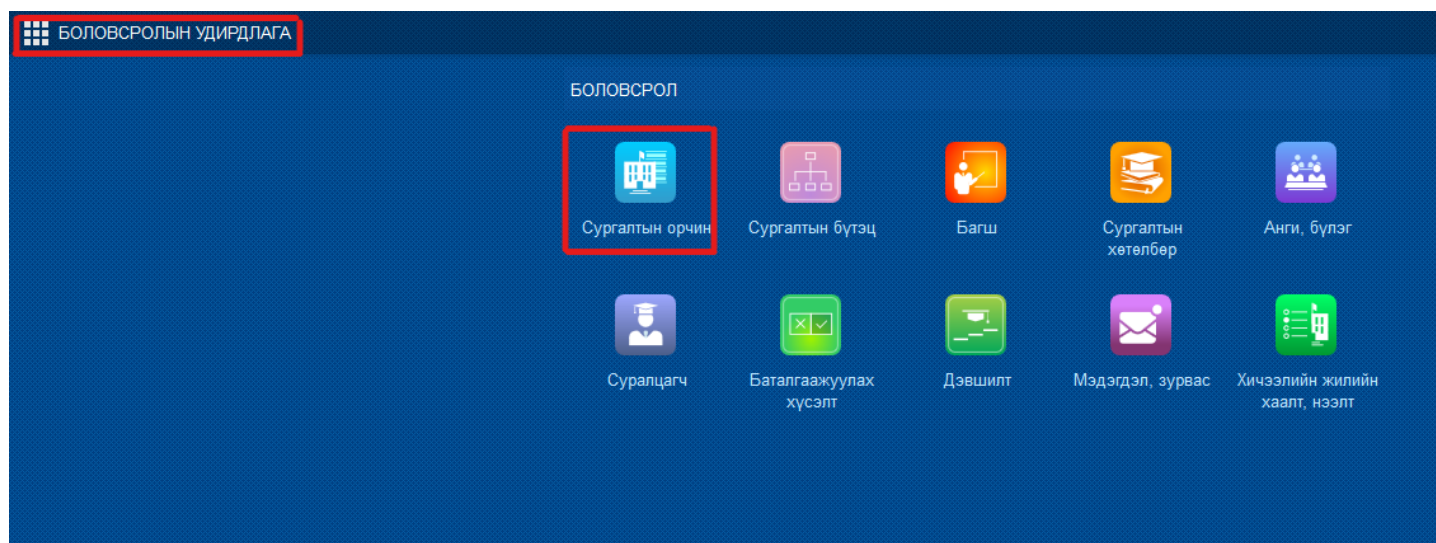 БОЛОВСРОЛЫН УДИРДЛАГА
БОЛОВСРОЛ
Сургалтын орчин
Сургалтын бүтэц
Багш
Сургалтын
хөтөлбөр
Анги, бүлэг
Суралцагч
Баталгаажуулах
хүсэлт
Дэвшилт
Мэдэгдэл, зурвас
Хичээлийн жилийн
хаалт, нээлт